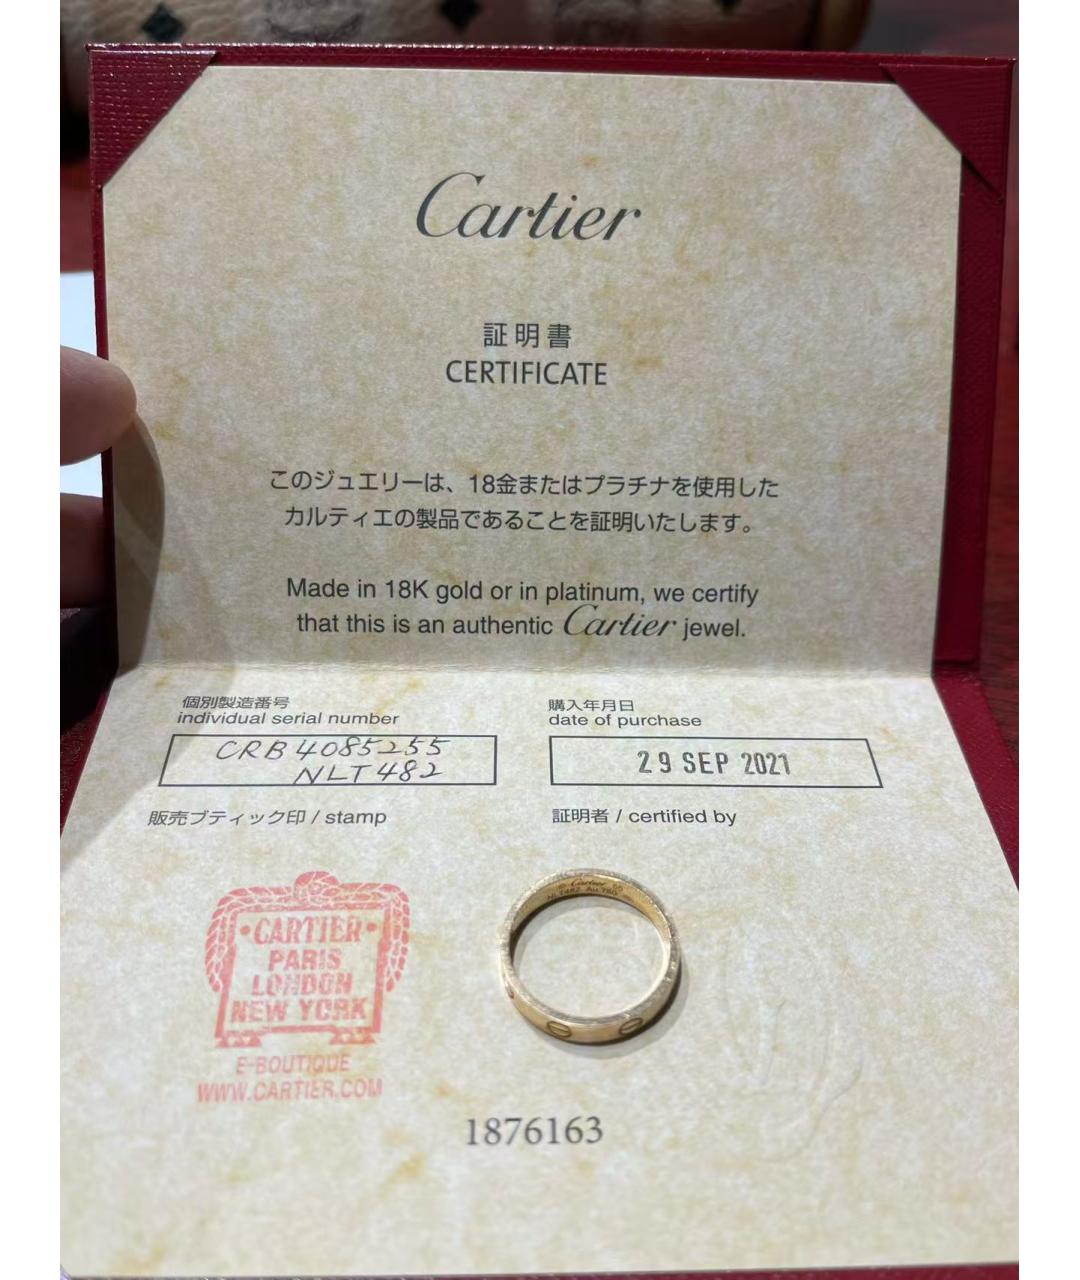 Cartier
証明書
CERTIFICATE
このジュエリーは、18金またはプラチナを使用した
カルティエの製品であることを証明いたします。
Made in 18K gold or in platinum, we certify
that this is an authentic Cartier jewel.
個別製造番号
individual serial number
CRB4085255
NLT482
購入年月日
date of purchase
29 SEP 2021
販売ブティック印 / stamp
証明者 / certified by
© Cartier 55
NLT482 Au 750
•CARTIER•
PARIS
LONDON
NEW YORK
E-BOUTIQUE
WWW.CARTIER.COM
1876163